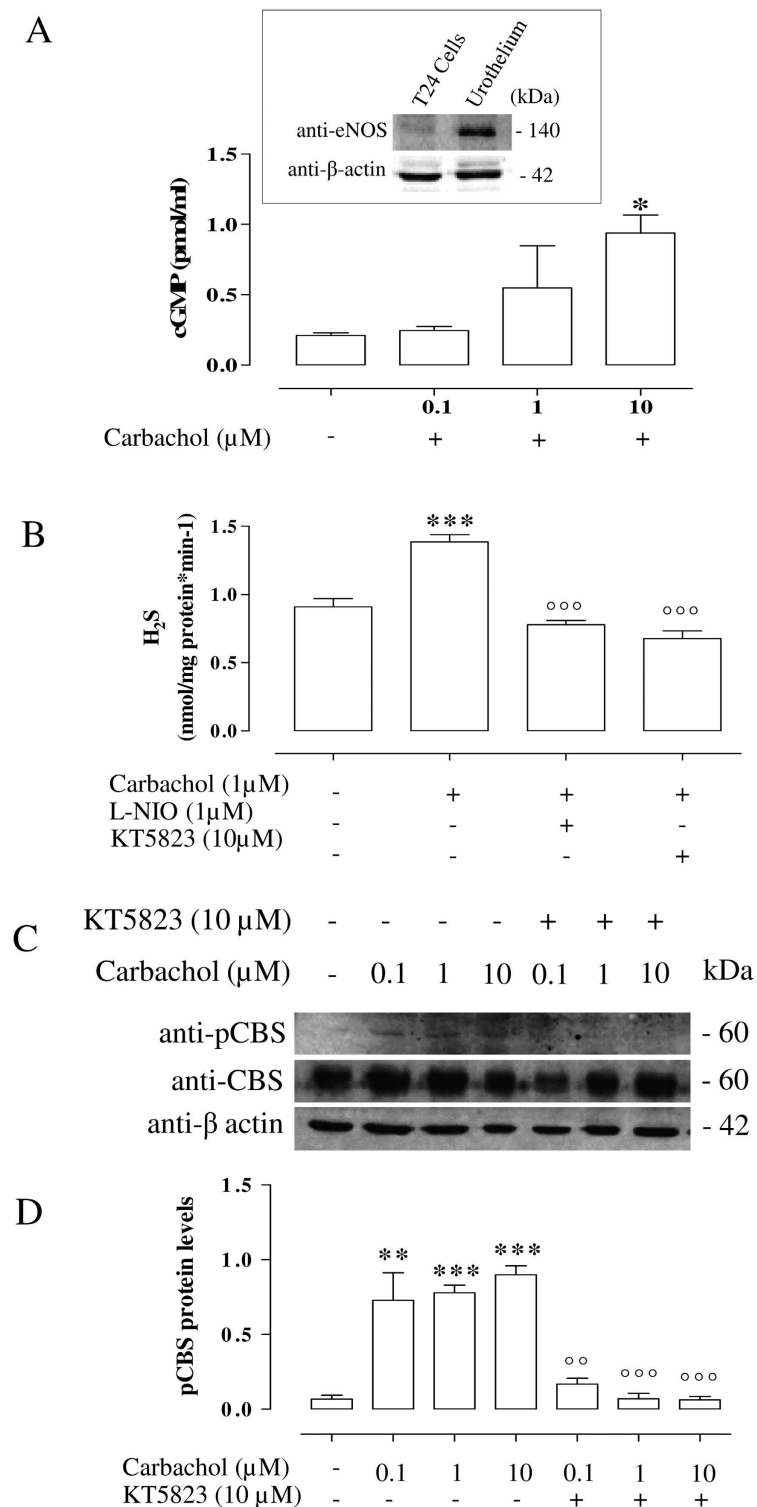 A
T24 Cells Urothelium (kDa)
anti-eNOS - 140
anti-β-actin - 42
1.5
1.0
0.5
0.0
cGMP (pmol/ml)
*
0.1 1 10
Carbachol (µM) - + + +
B
1.5
1.0
0.5
0.0
H₂S
(nmol/mg protein*min-1)
*** °°° °°°
Carbachol (1µM) - + + +
L-NIO (1µM) - - + -
KT5823 (10µM) - - - +
C
KT5823 (10 µM) - - - - + + +
Carbachol (µM) - 0.1 1 10 0.1 1 10 kDa
anti-pCBS - 60
anti-CBS - 60
anti-β actin - 42
D
1.5
1.0
0.5
0.0
pCBS protein levels
** *** *** °° °°° °°°
Carbachol (µM) - 0.1 1 10 0.1 1 10
KT5823 (10 µM) - - - - + + +